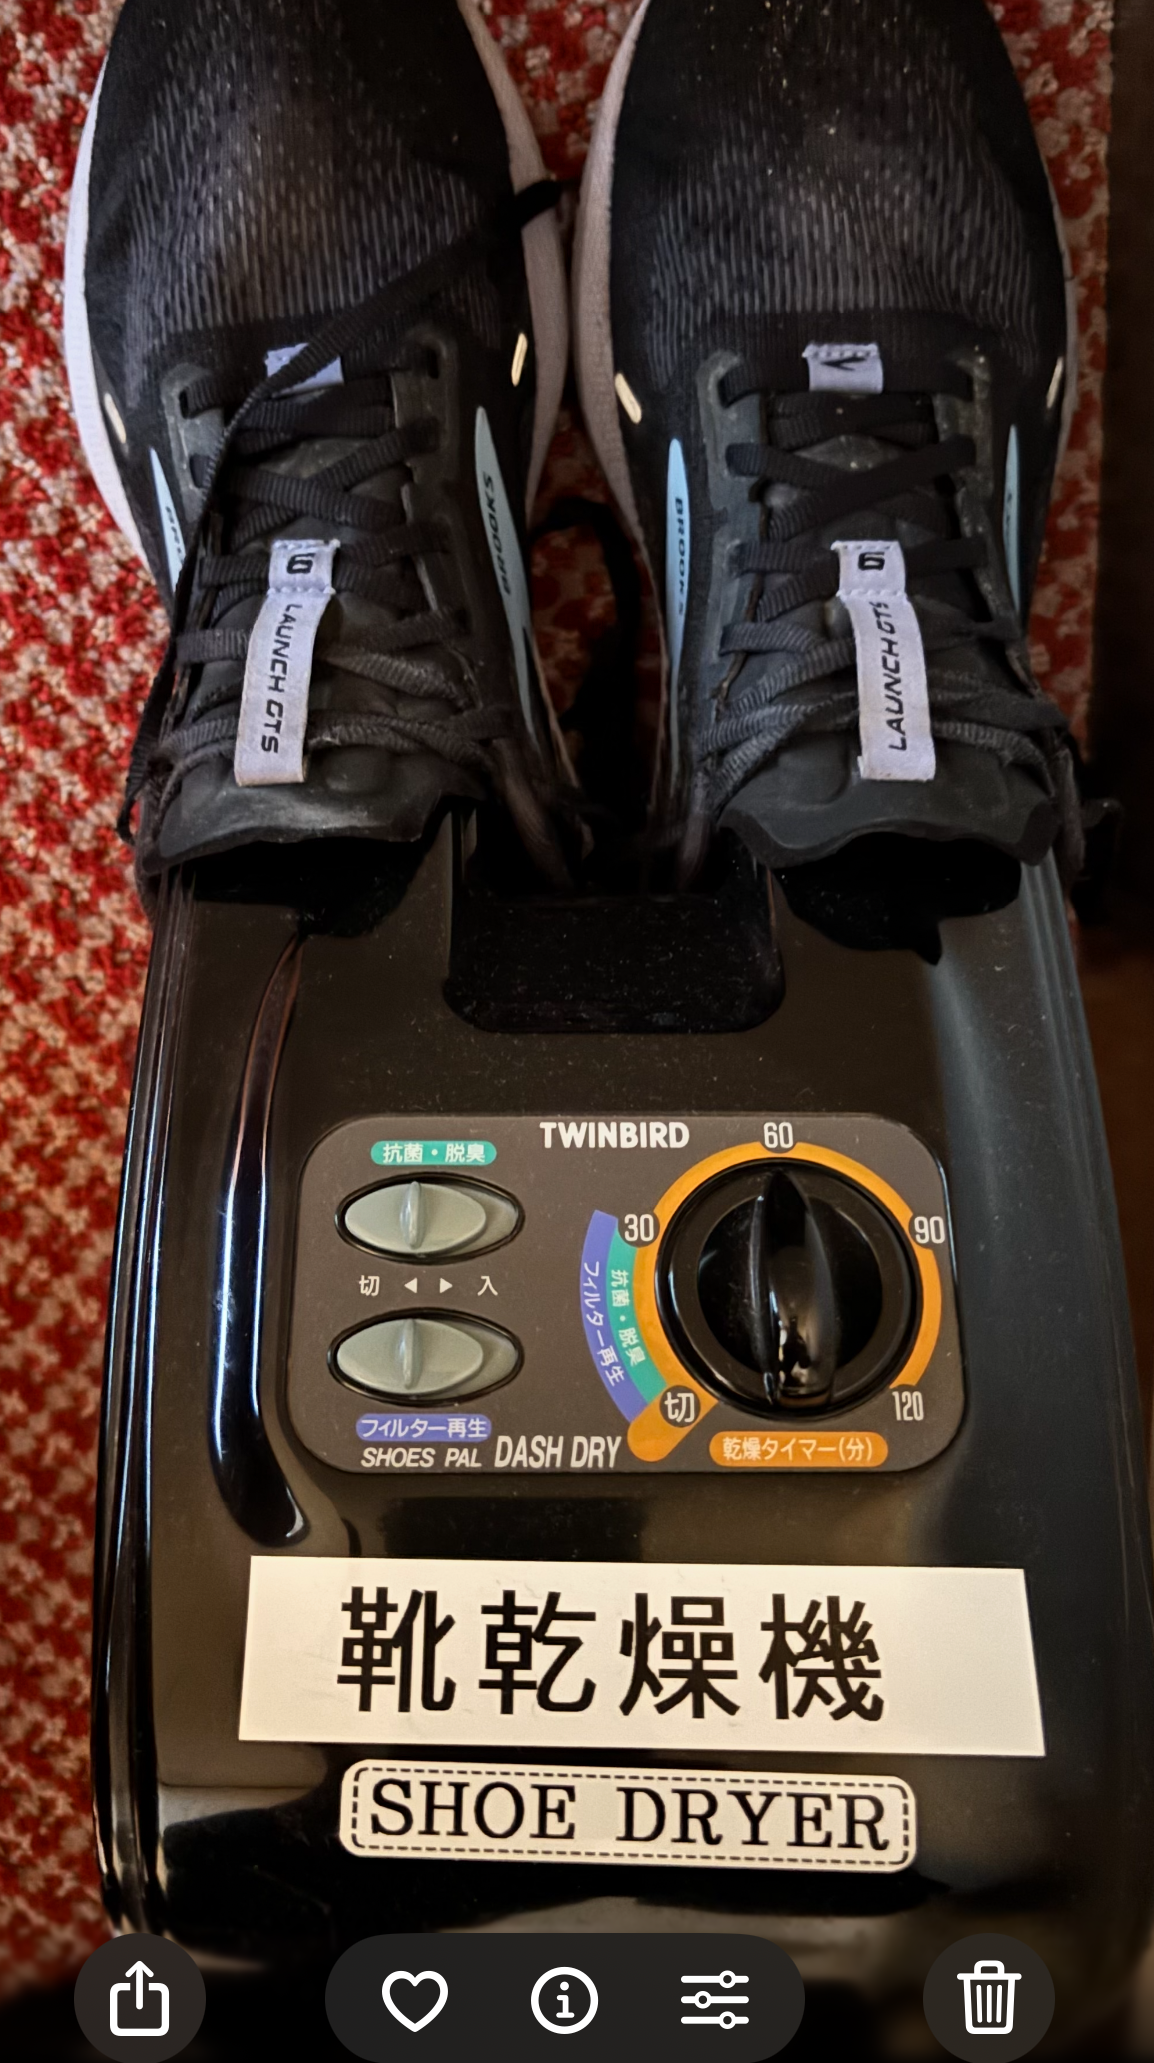 6
LAUNCH GTS
BROOKS
BROOKS
6
LAUNCH GTS
TWINBIRD
抗菌・脱臭
切 ◀ ▶ 入
フィルター再生
SHOES PAL DASH DRY
60
30
90
120
切
抗菌・脱臭
フィルター再生
乾燥タイマー(分)
靴乾燥機
SHOE DRYER